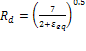 R_d = (7 / (2+ε_eq))^0.5